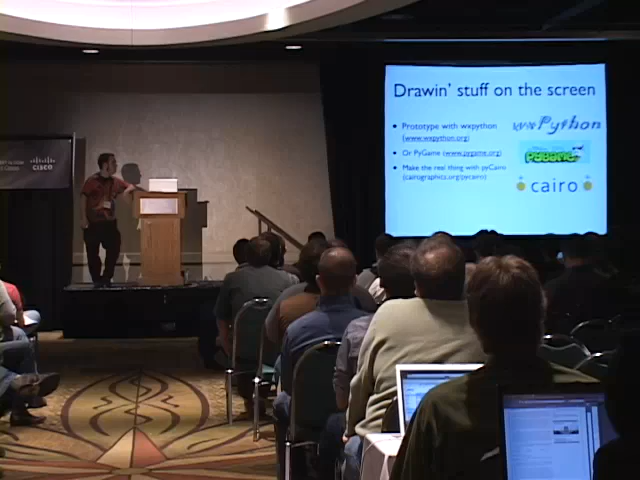 Drawin' stuff on the screen
• Prototype with wxpython
(www.wxpython.org)
• Or PyGame (www.pygame.org)
• Make the real thing with pyCairo
(cairographics.org/pycairo)
wxPython
PYGAME
cairo
CISCO